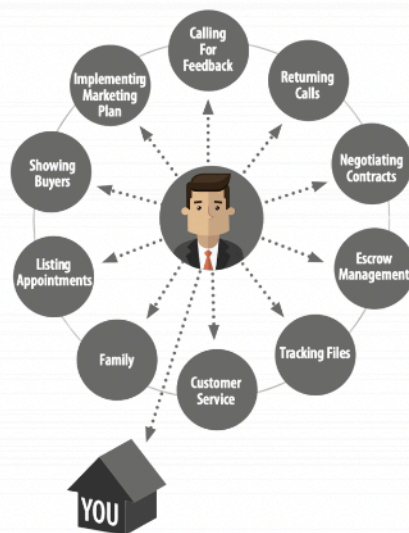 Calling
For
Feedback
Returning
Calls
Negotiating
Contracts
Escrow
Management
Tracking Files
Customer
Service
Family
Listing
Appointments
Showing
Buyers
Implementing
Marketing
Plan
YOU